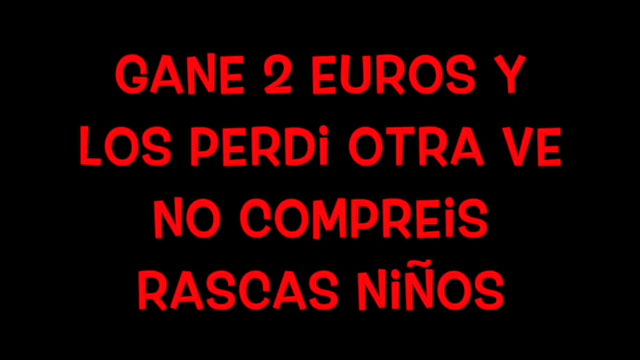 GANE 2 EUROS Y
LOS PERDi OTRA VE
NO COMPREiS
RASCAS NiÑOS